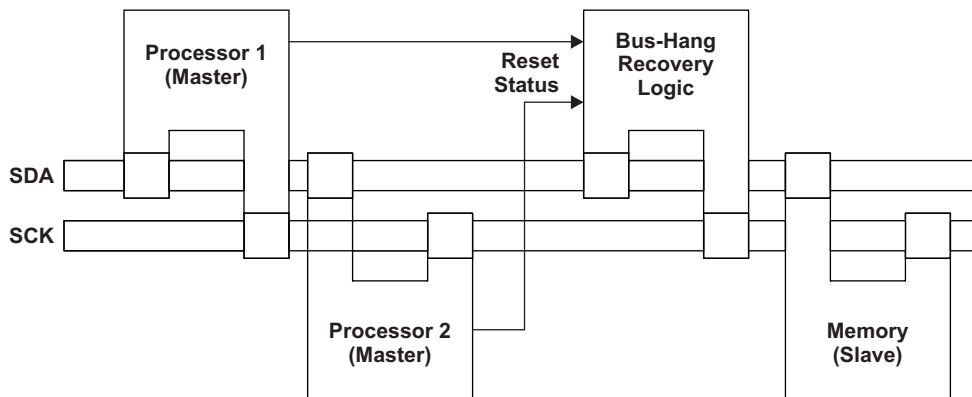 Processor 1
(Master)
Reset
Status
Bus-Hang
Recovery
Logic
SDA
SCK
Processor 2
(Master)
Memory
(Slave)